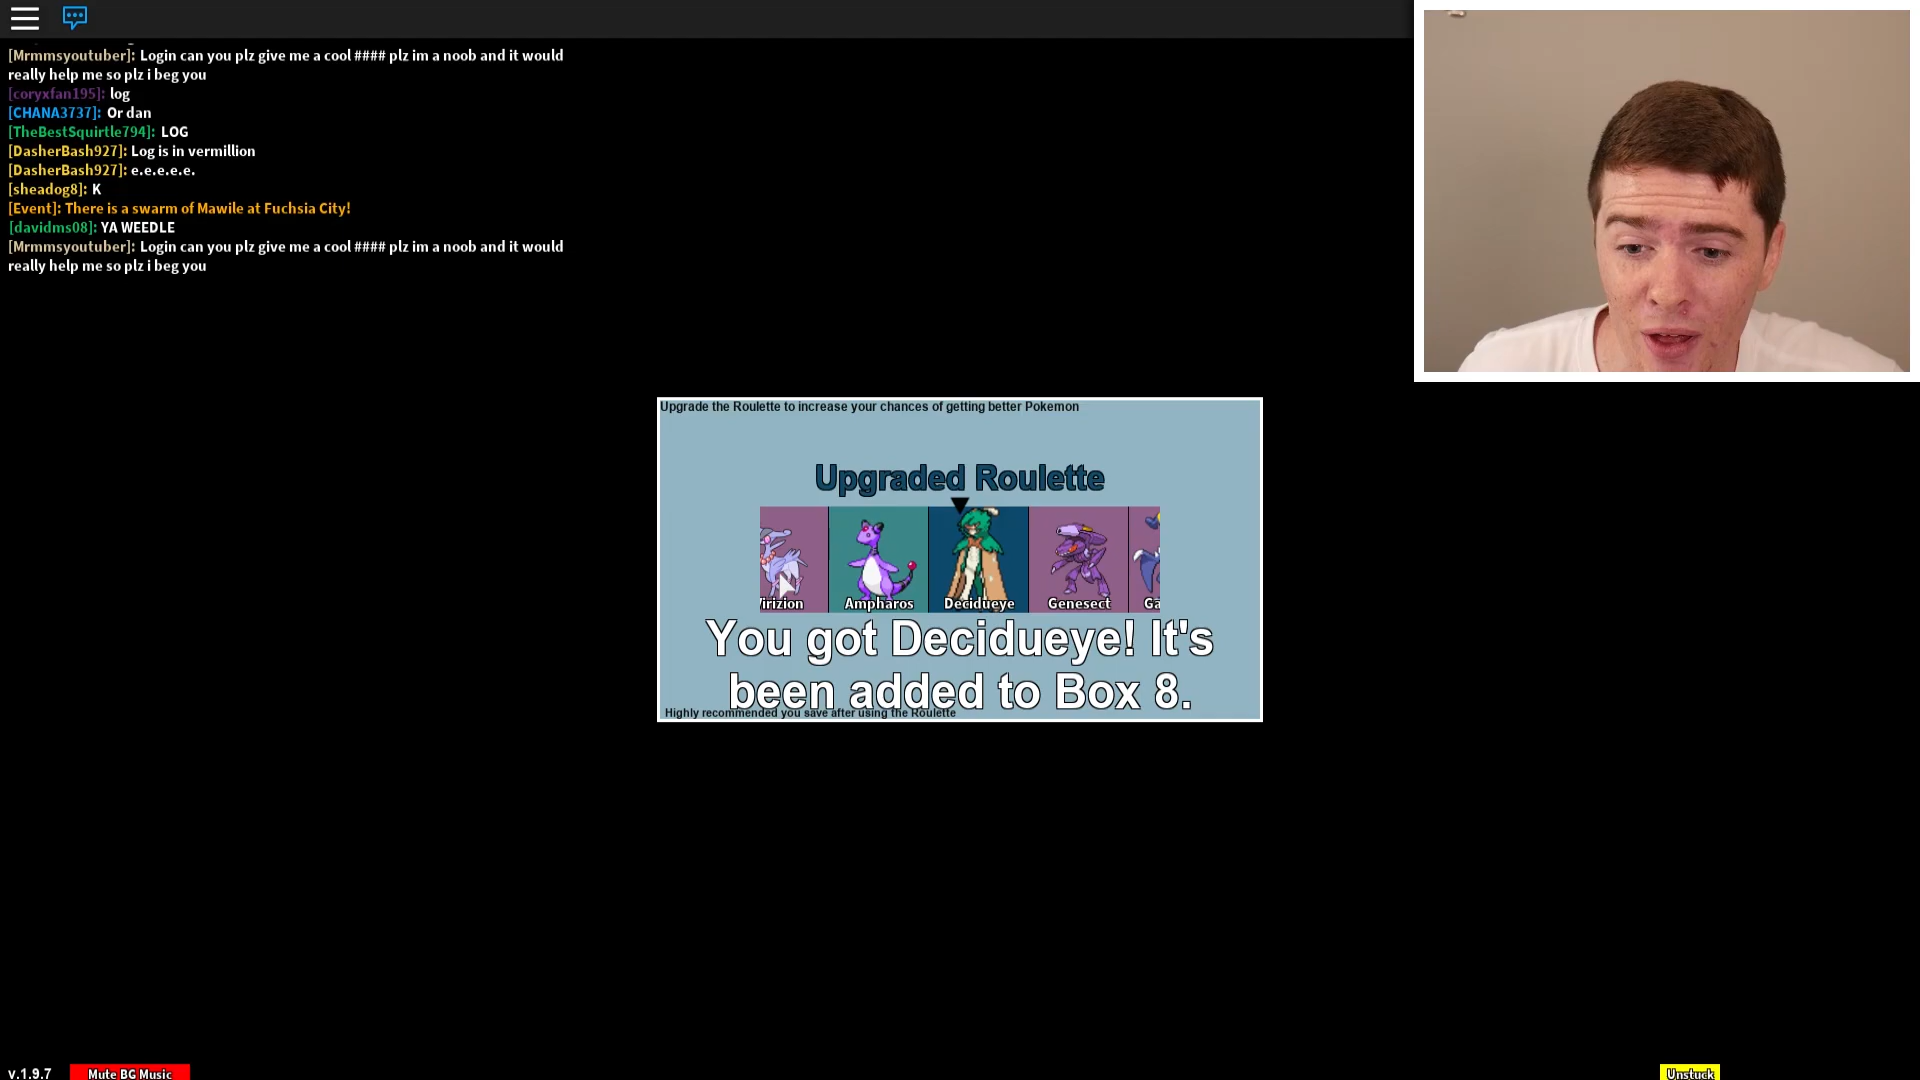 [Mrmmsyoutuber]: Login can you plz give me a cool #### plz im a noob and it would
really help me so plz i beg you
[coryxfan195]: log
[CHANA3737]: Or dan
[TheBestSquirtle794]: LOG
[DasherBash927]: Log is in vermillion
[DasherBash927]: e.e.e.e.e.
[sheadog8]: K
[Event]: There is a swarm of Mawile at Fuchsia City!
[davidms08]: YA WEEDLE
[Mrmmsyoutuber]: Login can you plz give me a cool #### plz im a noob and it would
really help me so plz i beg you
Upgrade the Roulette to increase your chances of getting better Pokemon
Upgraded Roulette
irizion Ampharos Decidueye Genesect Ga
You got Decidueye! It's
been added to Box 8.
Highly recommended you save after using the Roulette
v.1.9.7 Mute BG Music Unstuck